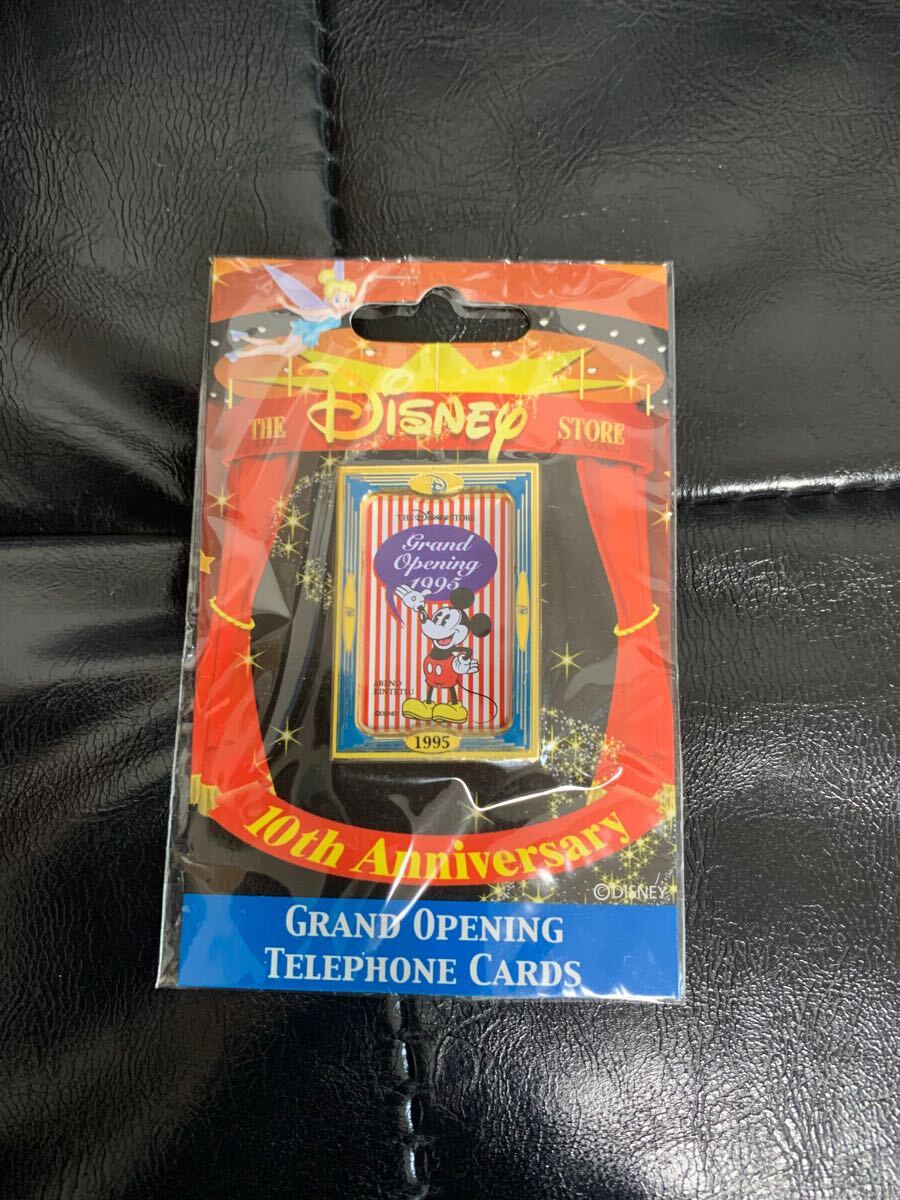 THE DISNEY STORE
THE DISNEY STORE
Grand
Opening
1995
ABENO
KINTETSU
©DISNEY
1995
10th Anniversary
©DISNEY
GRAND OPENING
TELEPHONE CARDS